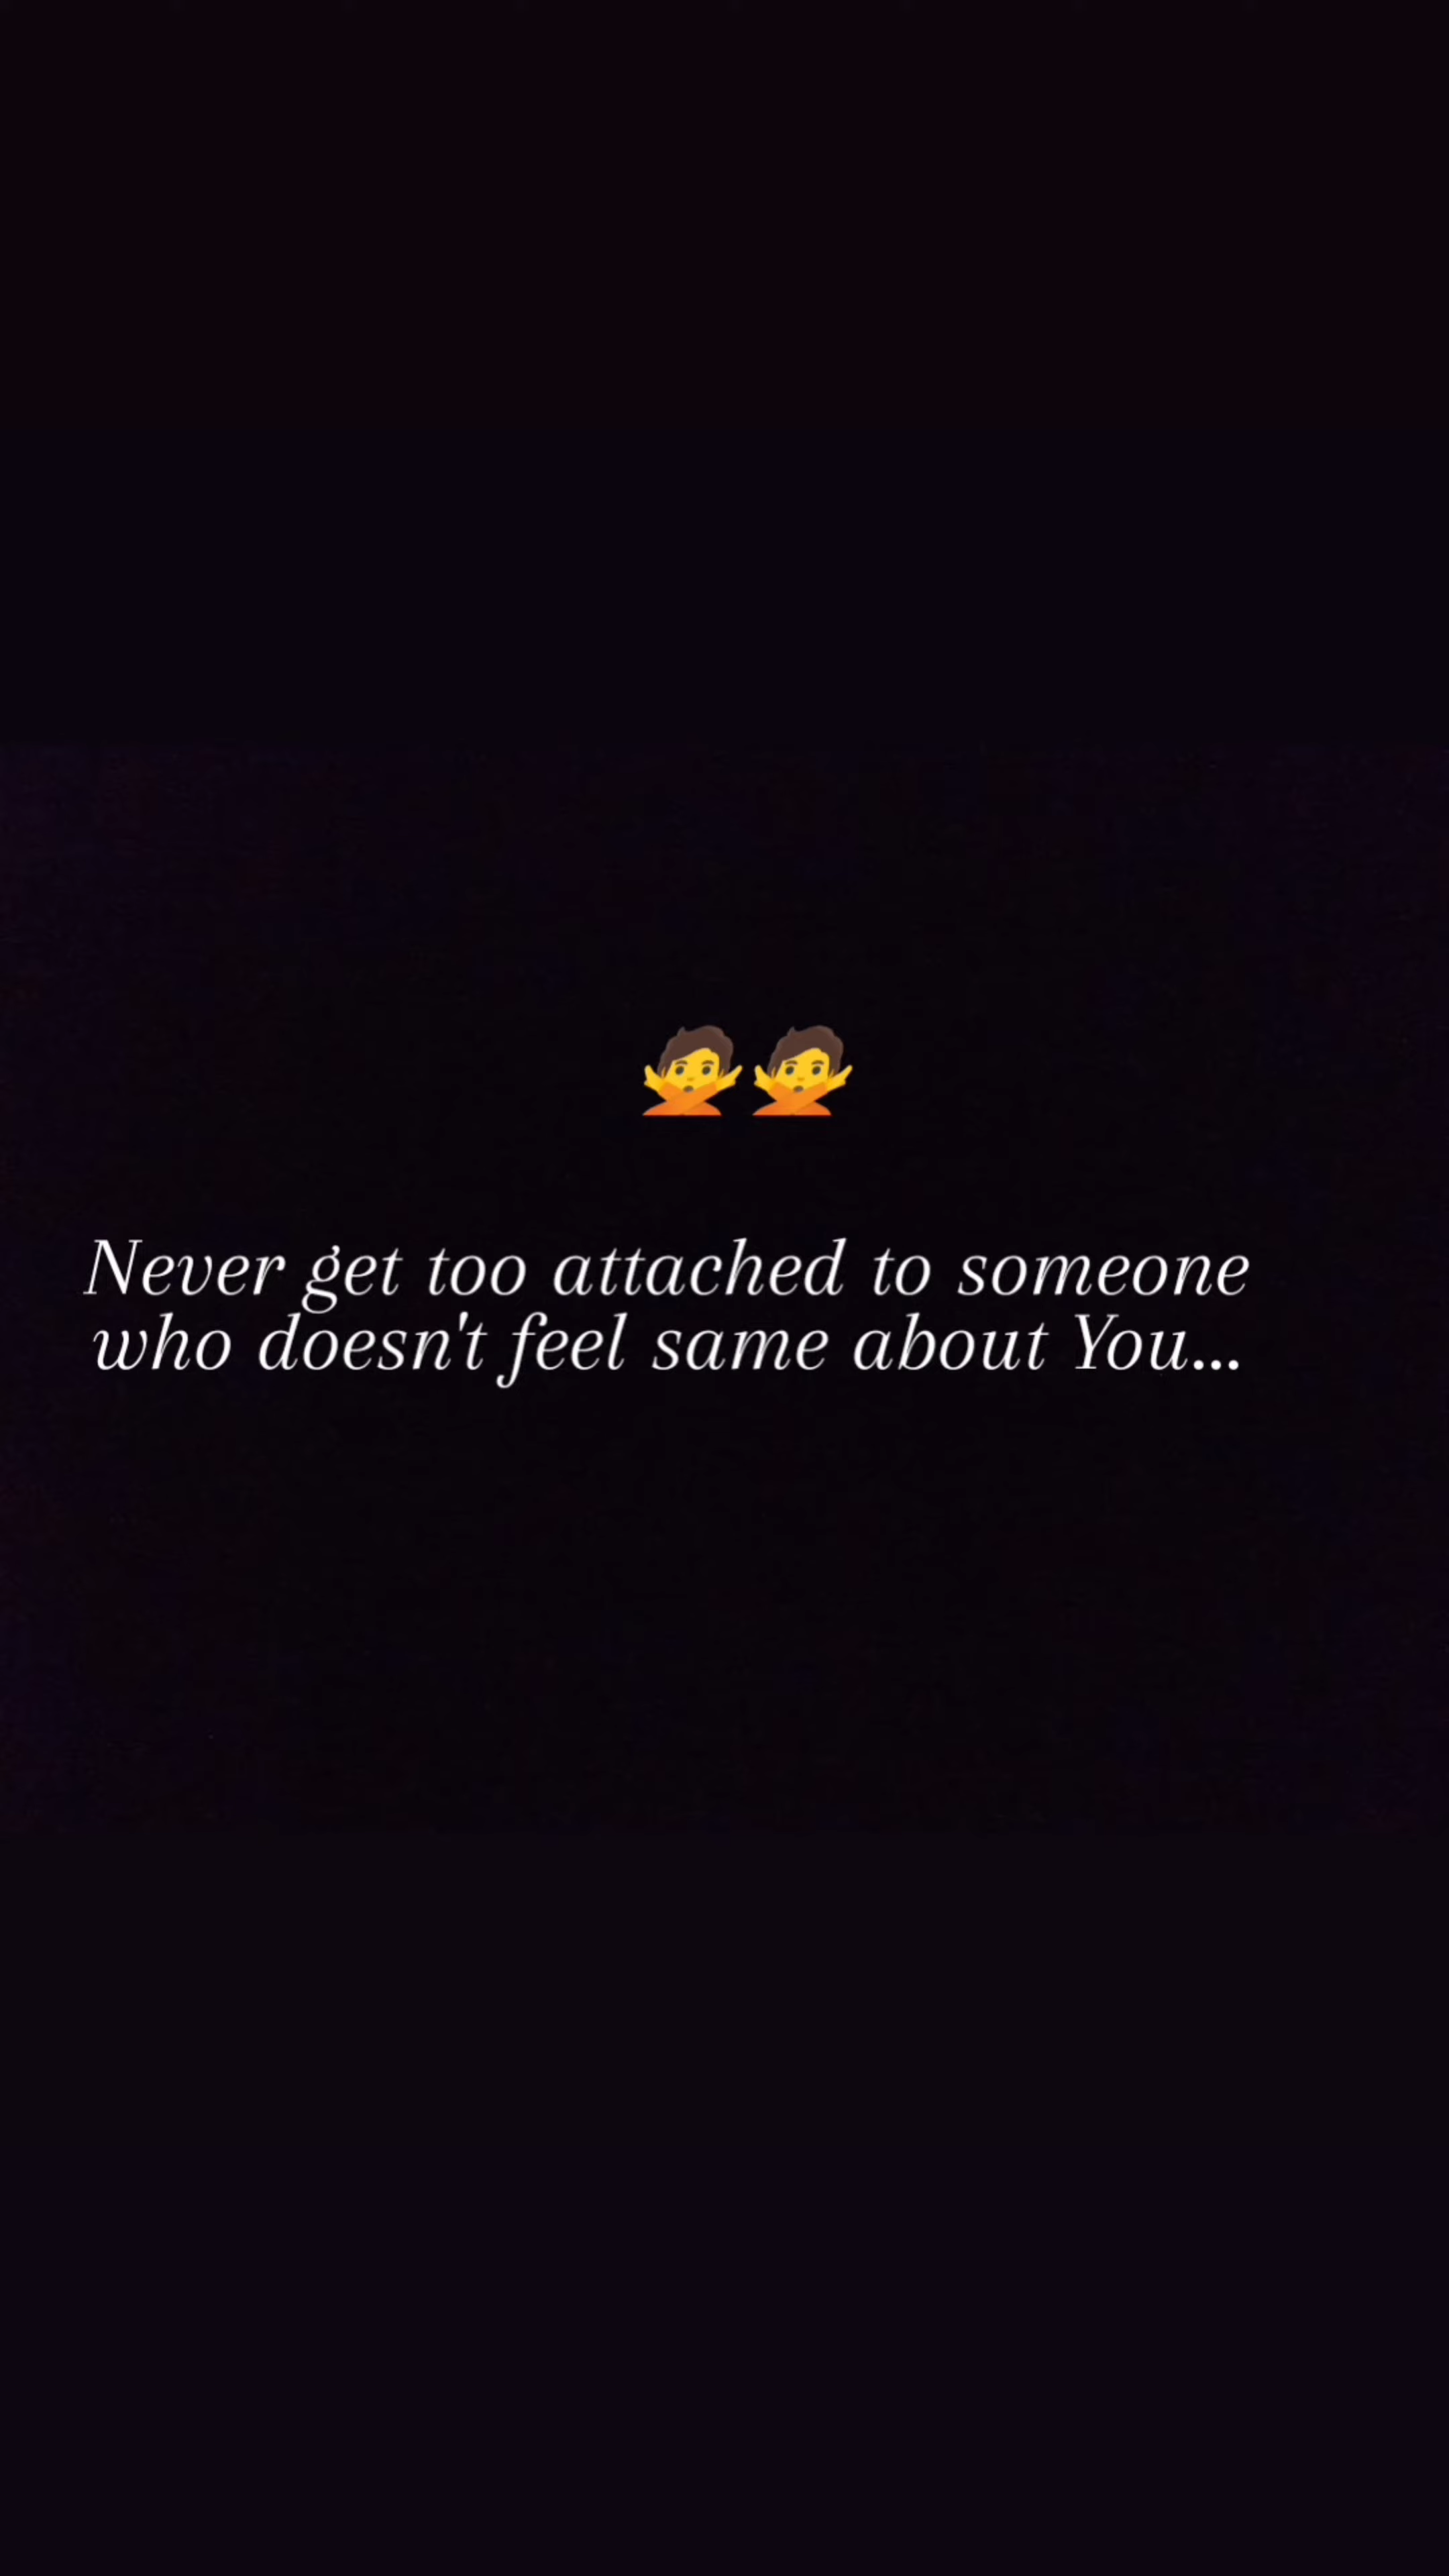 🙅🙅
Never get too attached to someone
who doesn't feel same about You...